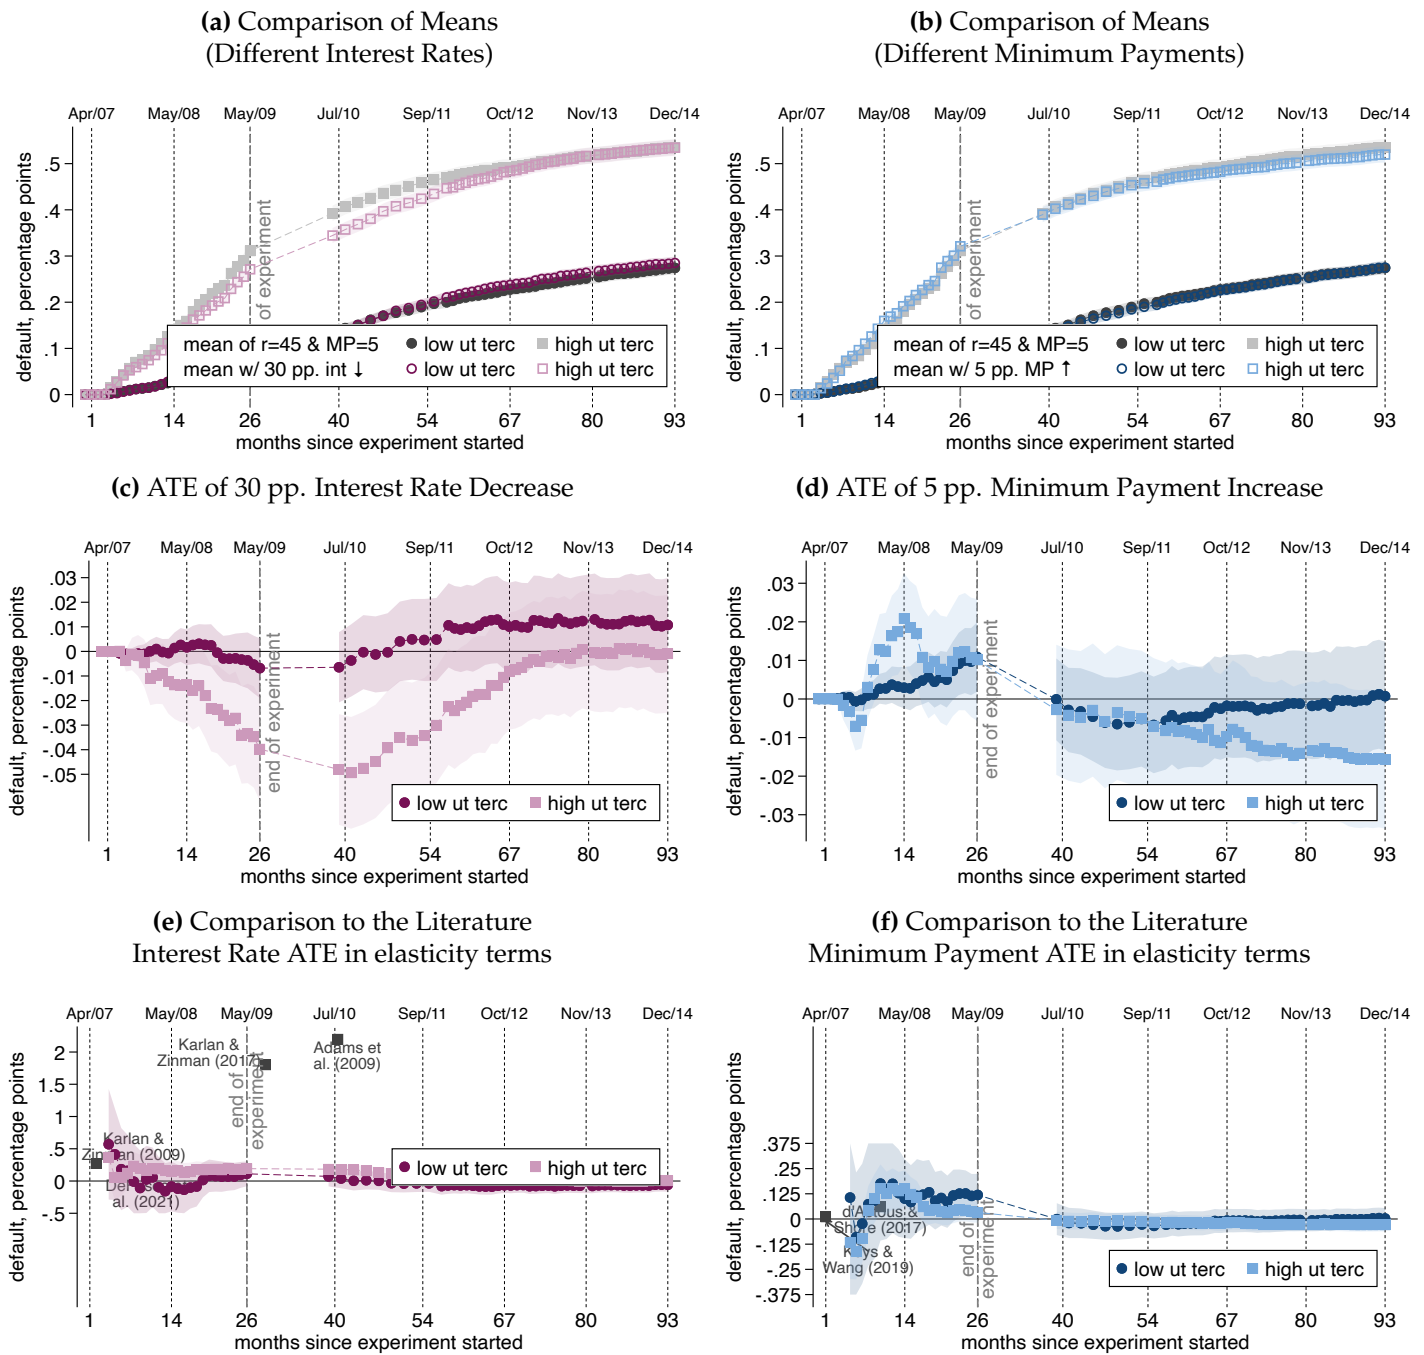 (a) Comparison of Means
(Different Interest Rates)
Apr/07 May/08 May/09 Jul/10 Sep/11 Oct/12 Nov/13 Dec/14
default, percentage points
.5
.4
.3
.2
.1
0
of experiment
mean of r=45 & MP=5 low ut terc high ut terc
mean w/ 30 pp. int ↓ low ut terc high ut terc
1 14 26 40 54 67 80 93
months since experiment started
(b) Comparison of Means
(Different Minimum Payments)
Apr/07 May/08 May/09 Jul/10 Sep/11 Oct/12 Nov/13 Dec/14
default, percentage points
.5
.4
.3
.2
.1
0
of experiment
mean of r=45 & MP=5 low ut terc high ut terc
mean w/ 5 pp. MP ↑ low ut terc high ut terc
1 14 26 40 54 67 80 93
months since experiment started
(c) ATE of 30 pp. Interest Rate Decrease
Apr/07 May/08 May/09 Jul/10 Sep/11 Oct/12 Nov/13 Dec/14
default, percentage points
.03
.02
.01
0
-.01
-.02
-.03
-.04
-.05
end of experiment
low ut terc high ut terc
1 14 26 40 54 67 80 93
months since experiment started
(d) ATE of 5 pp. Minimum Payment Increase
Apr/07 May/08 May/09 Jul/10 Sep/11 Oct/12 Nov/13 Dec/14
default, percentage points
.03
.02
.01
0
-.01
-.02
-.03
end of experiment
low ut terc high ut terc
1 14 26 40 54 67 80 93
months since experiment started
(e) Comparison to the Literature
Interest Rate ATE in elasticity terms
Apr/07 May/08 May/09 Jul/10 Sep/11 Oct/12 Nov/13 Dec/14
default, percentage points
2
1.5
1
.5
0
-.5
Karlan &
Zinman (2017)
Adams et
al. (2009)
Karlan &
Zinman (2009)
al. (2021)
end of
experiment
low ut terc high ut terc
1 14 26 40 54 67 80 93
months since experiment started
(f) Comparison to the Literature
Minimum Payment ATE in elasticity terms
Apr/07 May/08 May/09 Jul/10 Sep/11 Oct/12 Nov/13 Dec/14
default, percentage points
.375
.25
.125
0
-.125
-.25
-.375
d'Astous &
Shore (2017)
Keys &
Wang (2019)
end of
experiment
low ut terc high ut terc
1 14 26 40 54 67 80 93
months since experiment started